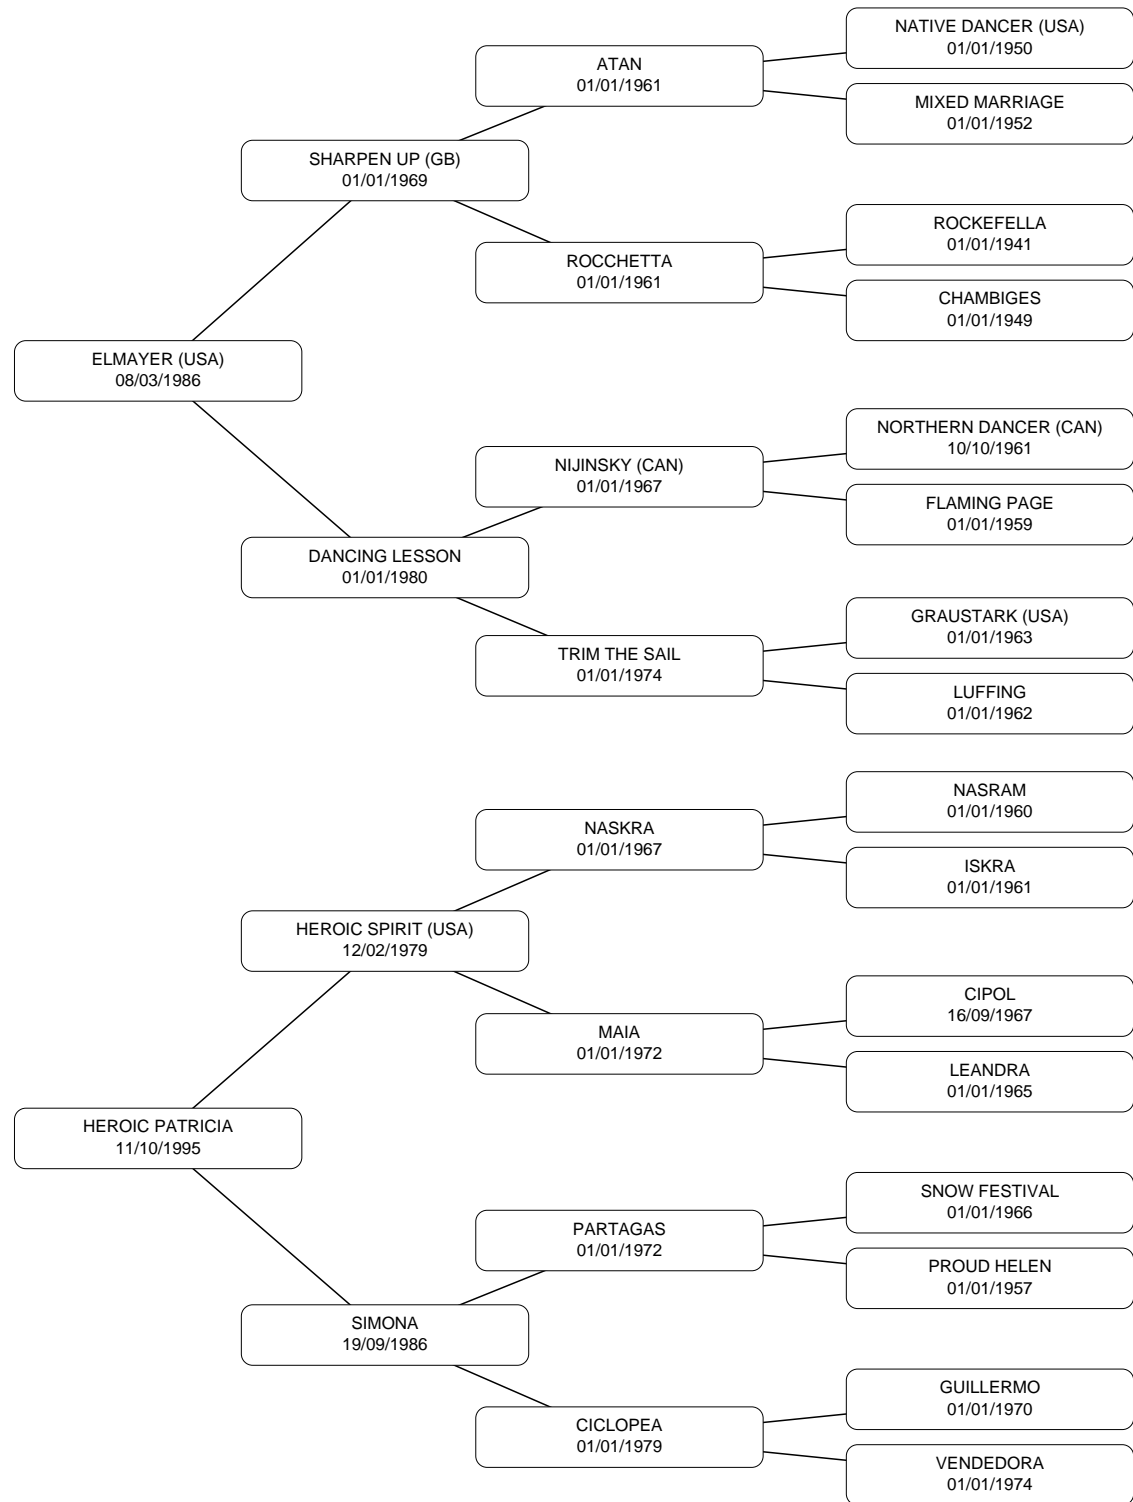 NATIVE DANCER (USA)
01/01/1950
ATAN
01/01/1961
MIXED MARRIAGE
01/01/1952
SHARPEN UP (GB)
01/01/1969
ROCKEFELLA
01/01/1941
ROCCHETTA
01/01/1961
CHAMBIGES
01/01/1949
ELMAYER (USA)
08/03/1986
NORTHERN DANCER (CAN)
10/10/1961
NIJINSKY (CAN)
01/01/1967
FLAMING PAGE
01/01/1959
DANCING LESSON
01/01/1980
GRAUSTARK (USA)
01/01/1963
TRIM THE SAIL
01/01/1974
LUFFING
01/01/1962
NASRAM
01/01/1960
NASKRA
01/01/1967
ISKRA
01/01/1961
HEROIC SPIRIT (USA)
12/02/1979
CIPOL
16/09/1967
MAIA
01/01/1972
LEANDRA
01/01/1965
HEROIC PATRICIA
11/10/1995
SNOW FESTIVAL
01/01/1966
PARTAGAS
01/01/1972
PROUD HELEN
01/01/1957
SIMONA
19/09/1986
GUILLERMO
01/01/1970
CICLOPEA
01/01/1979
VENDEDORA
01/01/1974